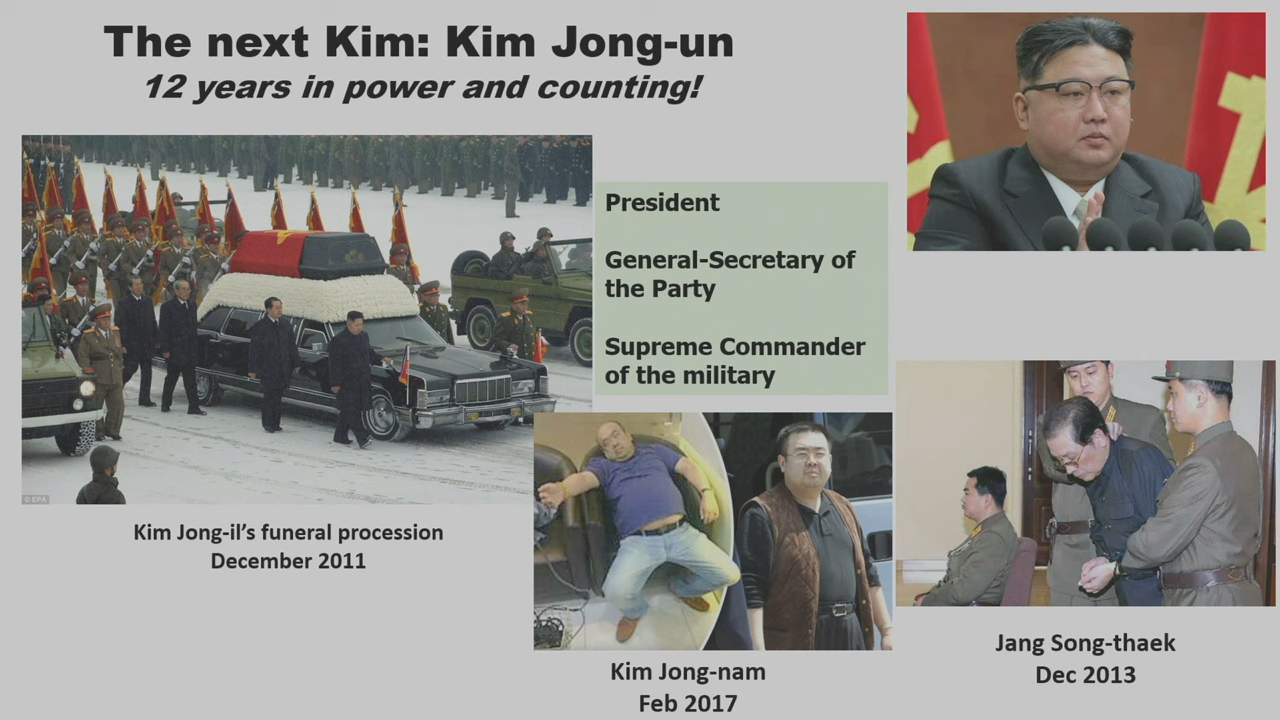 The next Kim: Kim Jong-un
12 years in power and counting!
President
General-Secretary of
the Party
Supreme Commander
of the military
© EPA
Kim Jong-il’s funeral procession
December 2011
Kim Jong-nam
Feb 2017
Jang Song-thaek
Dec 2013